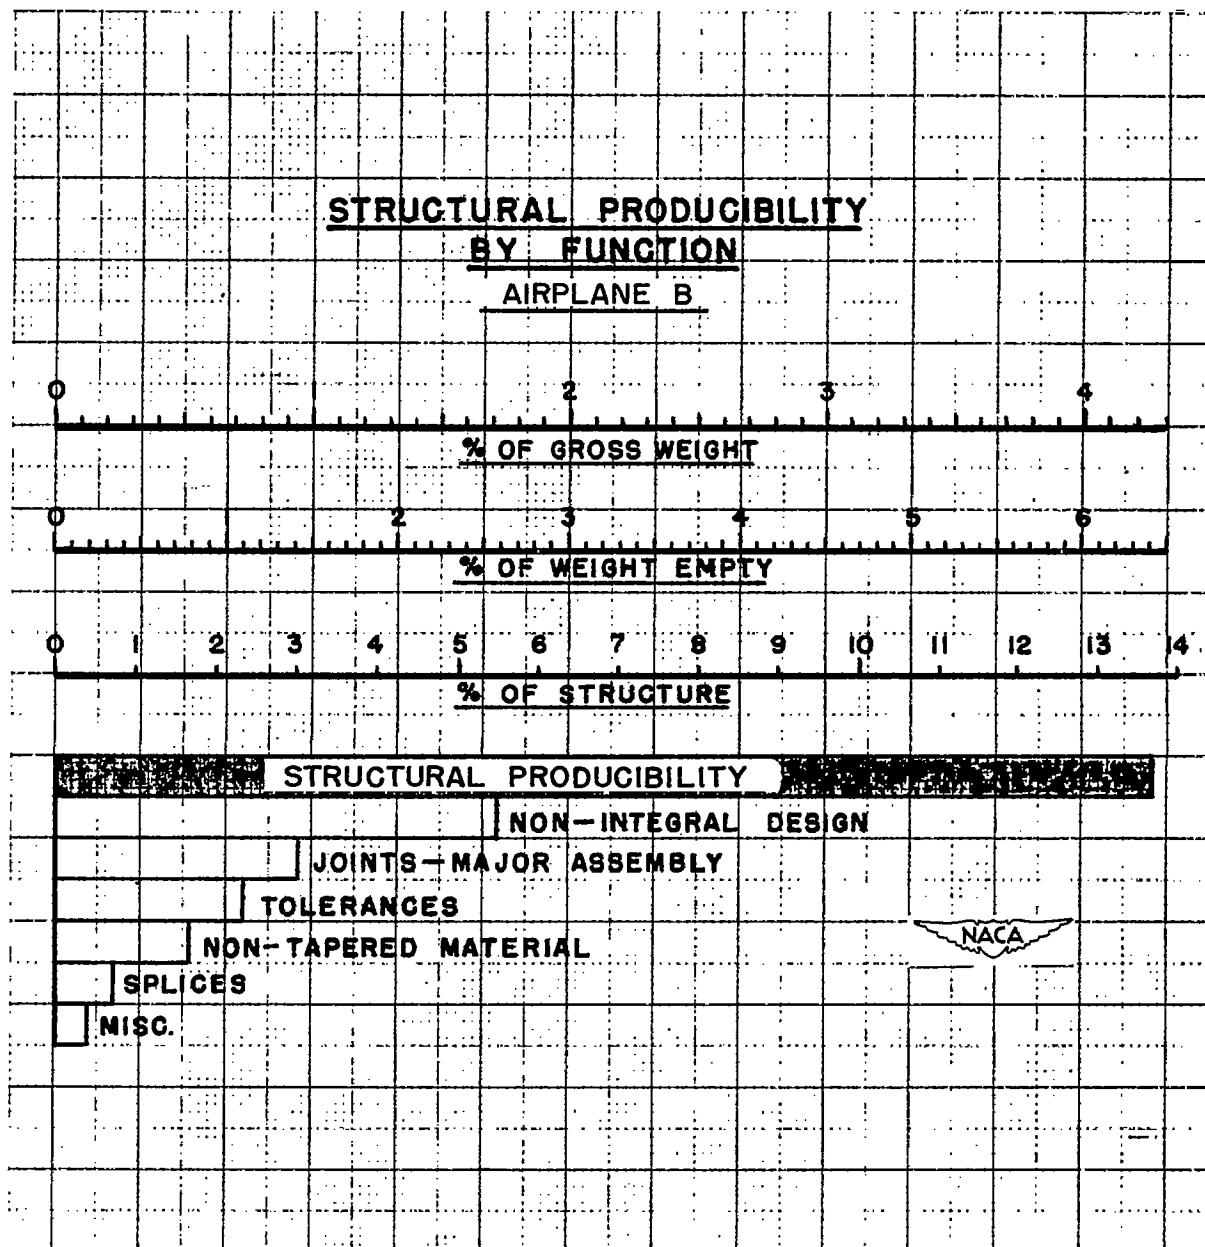 STRUCTURAL PRODUCIBILITY
BY FUNCTION
AIRPLANE B
0 2 3 4
% OF GROSS WEIGHT
0 2 3 4 5 6
% OF WEIGHT EMPTY
0 1 2 3 4 5 6 7 8 9 10 11 12 13 14
% OF STRUCTURE
STRUCTURAL PRODUCIBILITY
NON-INTEGRAL DESIGN
JOINTS-MAJOR ASSEMBLY
TOLERANCES
NON-TAPERED MATERIAL
NACA
SPLICES
MISC.